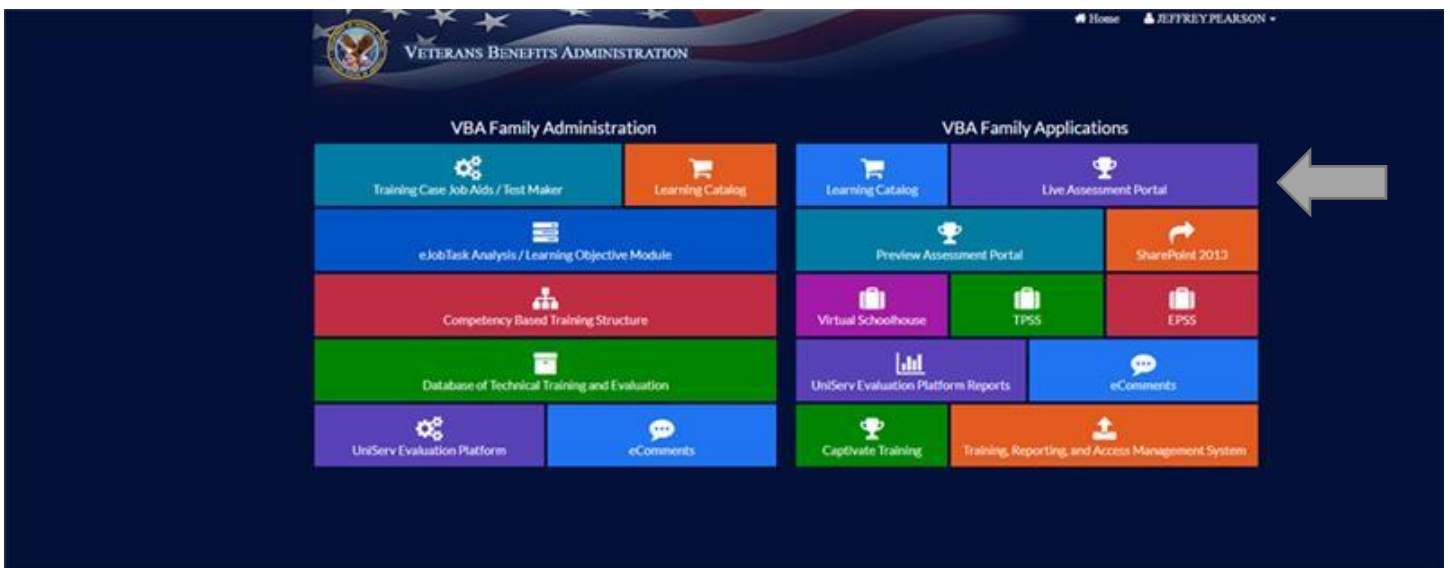 Home JEFFREY.PEARSON
VETERANS BENEFITS ADMINISTRATION
VBA Family Administration
Training Case Job Aids / Test Maker
Learning Catalog
eJobTask Analysis / Learning Objective Module
Competency Based Training Structure
Database of Technical Training and Evaluation
UniServ Evaluation Platform
eComments
VBA Family Applications
Learning Catalog
Live Assessment Portal
Preview Assessment Portal
SharePoint 2013
Virtual Schoolhouse
TPSS
EPSS
UniServ Evaluation Platform Reports
eComments
Captivate Training
Training, Reporting, and Access Management System